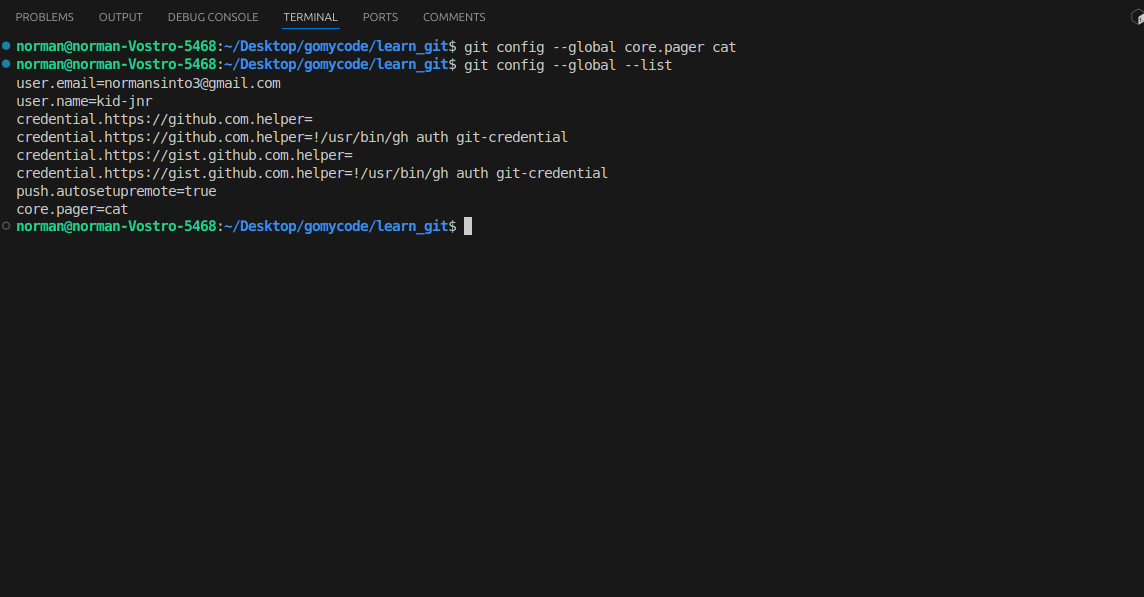 PROBLEMS OUTPUT DEBUG CONSOLE TERMINAL PORTS COMMENTS
norman@norman-Vostro-5468:~/Desktop/gomycode/learn_git$ git config --global core.pager cat
norman@norman-Vostro-5468:~/Desktop/gomycode/learn_git$ git config --global --list
user.email=normansinto3@gmail.com
user.name=kid-jnr
credential.https://github.com.helper=
credential.https://github.com.helper=!/usr/bin/gh auth git-credential
credential.https://gist.github.com.helper=
credential.https://gist.github.com.helper=!/usr/bin/gh auth git-credential
push.autosetupremote=true
core.pager=cat
norman@norman-Vostro-5468:~/Desktop/gomycode/learn_git$